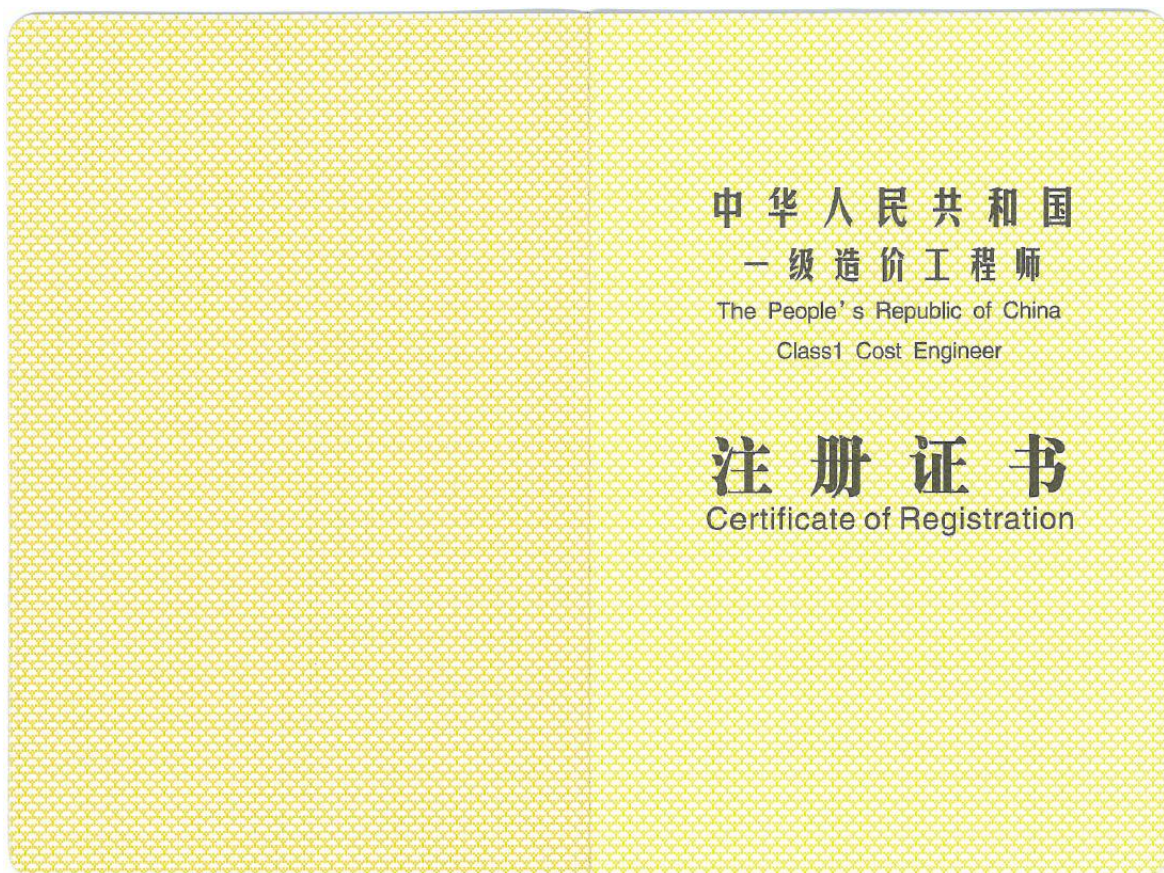 中华人民共和国
一级造价工程师
The People's Republic of China
Class1 Cost Engineer
注册证书
Certificate of Registration